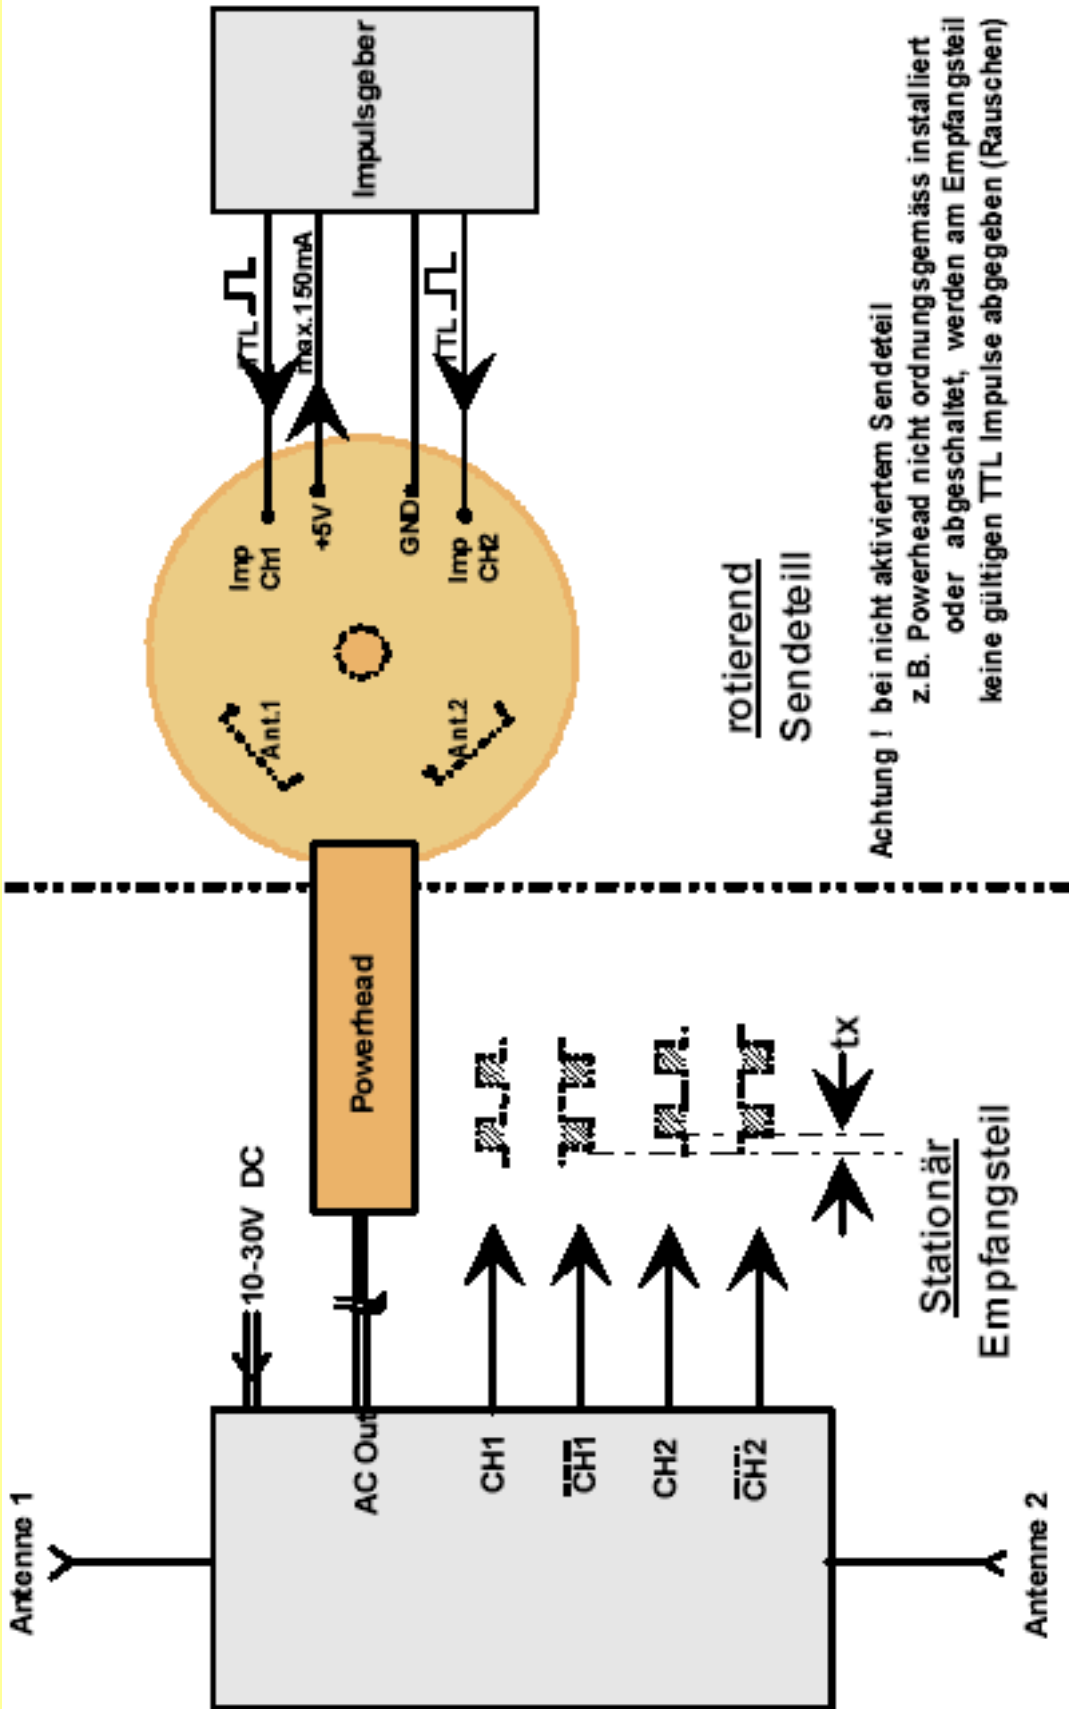 Antenne 1
10-30V DC
AC Out
CH1
CH1
CH2
CH2
Antenne 2
Powerhead
tx
Stationär
Empfangsteil
Ant.1
Ant.2
Imp
CH1
+5V
GND
Imp
CH2
TTL
max.150mA
TTL
Impulsgeber
rotierend
Sendeteill
Achtung ! bei nicht aktiviertem Sendeteil
z.B. Powerhead nicht ordnungsgemäss installiert
oder abgeschaltet, werden am Empfangsteil
keine gültigen TTL Impulse abgegeben (Rauschen)